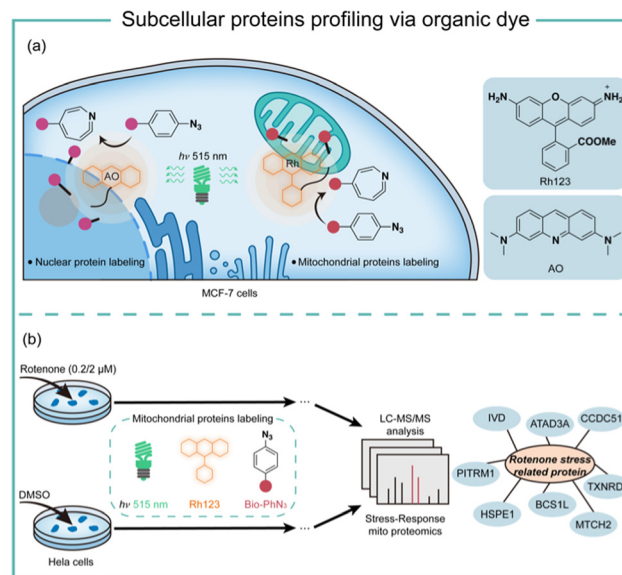 Subcellular proteins profiling via organic dye
(a)
N
N₃
hν 515 nm
AO
Rh
N
N₃
• Nuclear protein labeling
• Mitochondrial proteins labeling
MCF-7 cells
NH₂
O
+
NH₂
COOMe
Rh123
N
N
N
AO
(b)
Rotenone (0.2/2 μM)
...
Mitochondrial proteins labeling
N₃
hν 515 nm
Rh123
Bio-PhN₃
DMSO
...
Hela cells
LC-MS/MS
analysis
Stress-Response
mito proteomics
IVD
ATAD3A
CCDC51
Rotenone stress
related protein
PITRM1
TXNRD
HSPE1
BCS1L
MTCH2